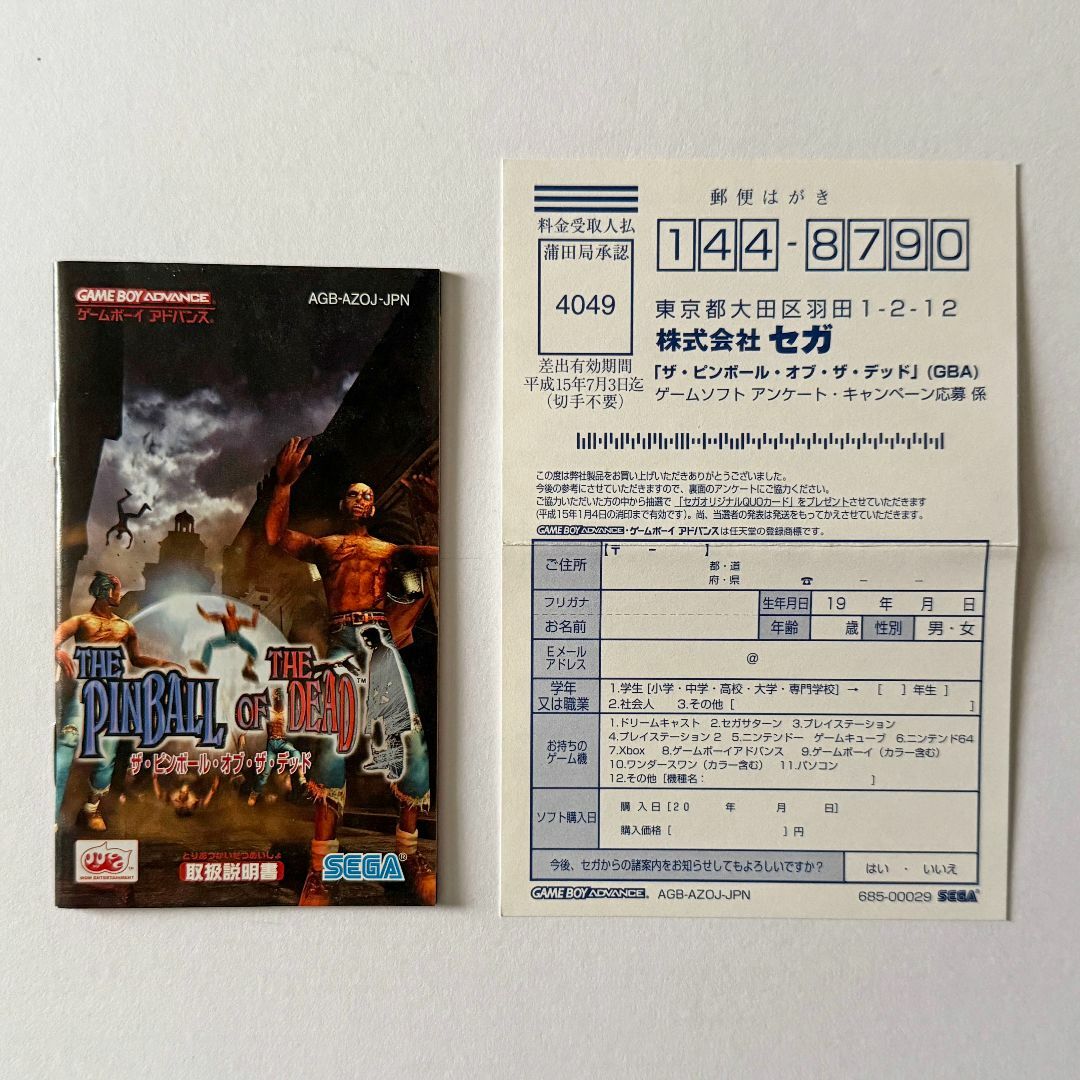 GAME BOY ADVANCE
ゲームボーイ アドバンス®
AGB-AZOJ-JPN
THE PINBALL OF THE DEAD™
ザ・ピンボール・オブ・ザ・デッド
WOW ENTERTAINMENT
とりあつかいせつめいしょ
取扱説明書
SEGA®
郵便はがき
料金受取人払
蒲田局承認
4049
差出有効期間
平成15年7月3日迄
(切手不要)
144-8790
東京都大田区羽田1-2-12
株式会社 セガ
「ザ・ピンボール・オブ・ザ・デッド」(GBA)
ゲームソフト アンケート・キャンペーン応募 係
この度は弊社製品をお買い上げいただきありがとうございました。
今後の参考にさせていただきますので、裏面のアンケートにご協力ください。
ご協力いただいた方の中から抽選で「セガオリジナルQUOカード」をプレゼントさせていただきます
(平成15年1月4日の消印まで有効です)。尚、当選者の発表は発送をもってかえさせていただきます。
GAME BOY ADVANCE・ゲームボーイ アドバンスは任天堂の登録商標です。
ご住所
【〒 － 】
都・道
府・県 ☎ － －
フリガナ
生年月日 19 年 月 日
お名前
年齢 歳 性別 男・女
Eメール
アドレス
@
学年
又は職業
1.学生 [小学・中学・高校・大学・専門学校] → [ ] 年生 ]
2.社会人 3.その他 [ ]
お持ちの
ゲーム機
1.ドリームキャスト 2.セガサターン 3.プレイステーション
4.プレイステーション2 5.ニンテンドー ゲームキューブ 6.ニンテンド64
7.Xbox 8.ゲームボーイアドバンス 9.ゲームボーイ（カラー含む）
10.ワンダースワン（カラー含む） 11.パソコン
12.その他 [機種名： ]
ソフト購入日
購入日 [20 年 月 日]
購入価格 [ ] 円
今後、セガからの諸案内をお知らせしてもよろしいですか？
はい ・ いいえ
GAME BOY ADVANCE. AGB-AZOJ-JPN
685-00029 SEGA®